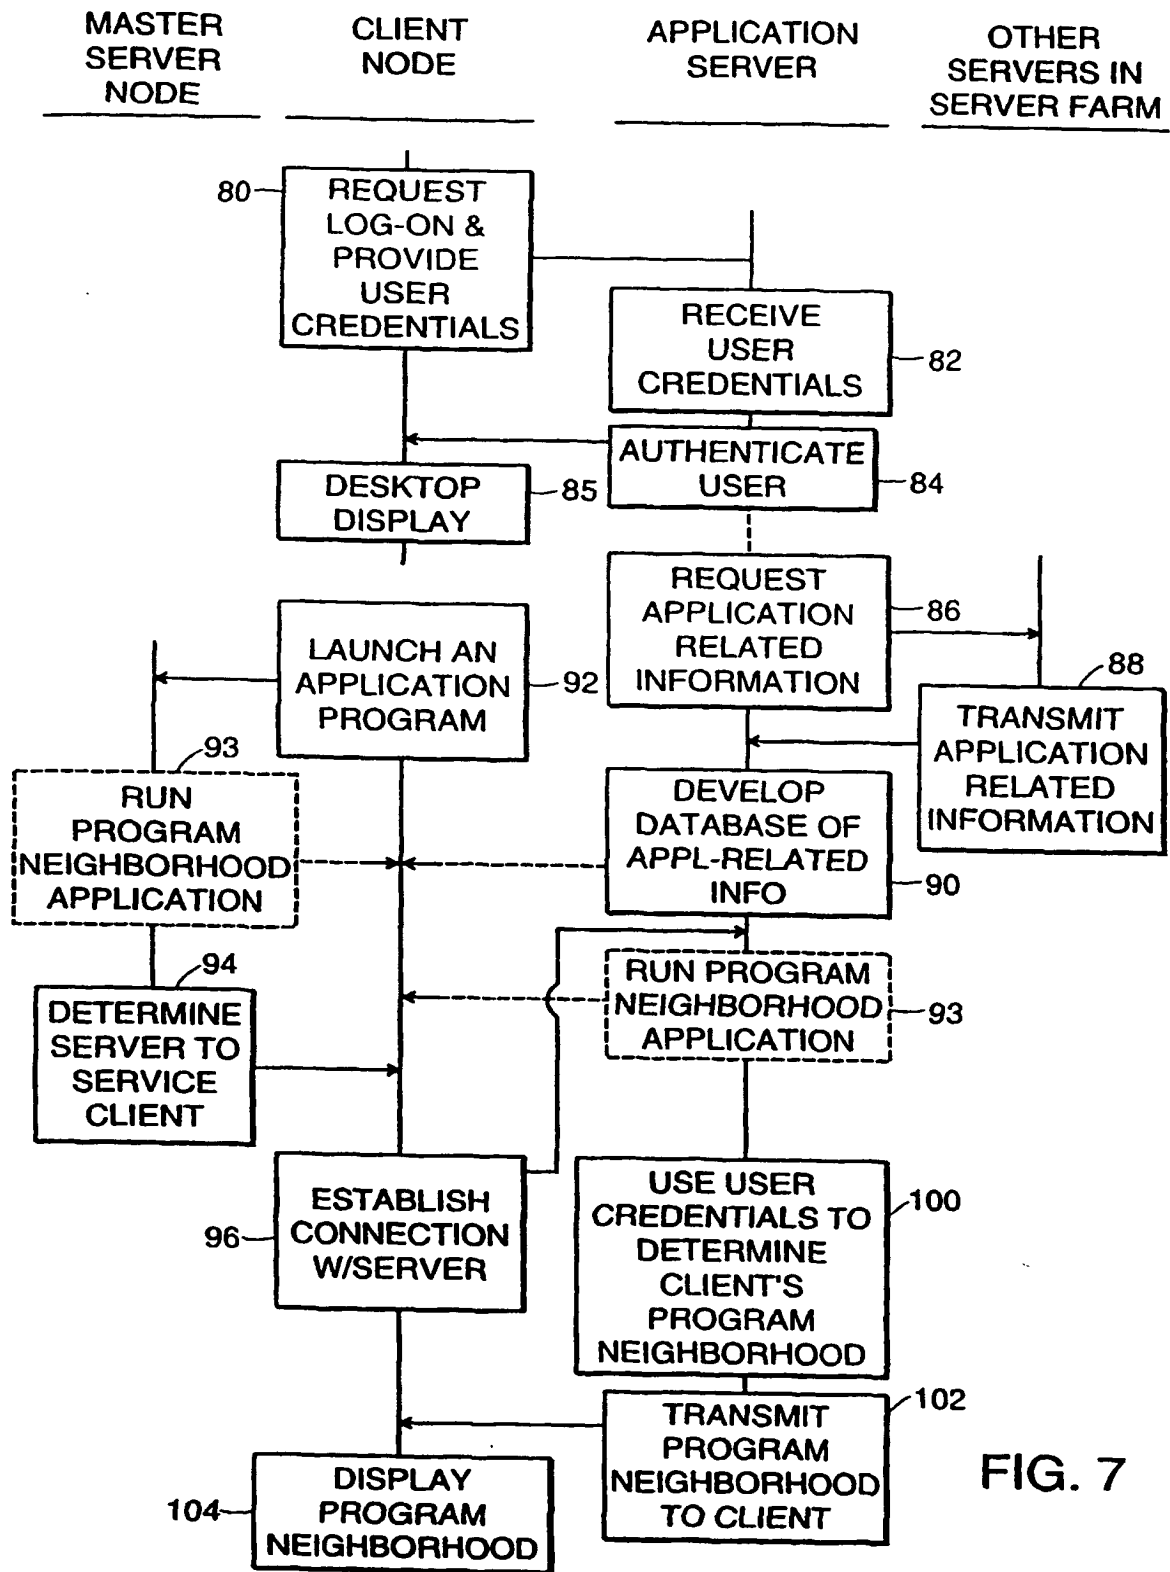 MASTER
SERVER
NODE
CLIENT
NODE
APPLICATION
SERVER
OTHER
SERVERS IN
SERVER FARM
80
REQUEST
LOG-ON &
PROVIDE
USER
CREDENTIALS
RECEIVE
USER
CREDENTIALS
82
AUTHENTICATE
USER
84
DESKTOP
DISPLAY
85
REQUEST
APPLICATION
RELATED
INFORMATION
86
88
TRANSMIT
APPLICATION
RELATED
INFORMATION
LAUNCH AN
APPLICATION
PROGRAM
92
93
RUN
PROGRAM
NEIGHBORHOOD
APPLICATION
DEVELOP
DATABASE OF
APPL-RELATED
INFO
90
RUN PROGRAM
NEIGHBORHOOD
APPLICATION
93
94
DETERMINE
SERVER TO
SERVICE
CLIENT
96
ESTABLISH
CONNECTION
W/SERVER
USE USER
CREDENTIALS TO
DETERMINE
CLIENT'S
PROGRAM
NEIGHBORHOOD
100
TRANSMIT
PROGRAM
NEIGHBORHOOD
TO CLIENT
102
104
DISPLAY
PROGRAM
NEIGHBORHOOD
FIG. 7